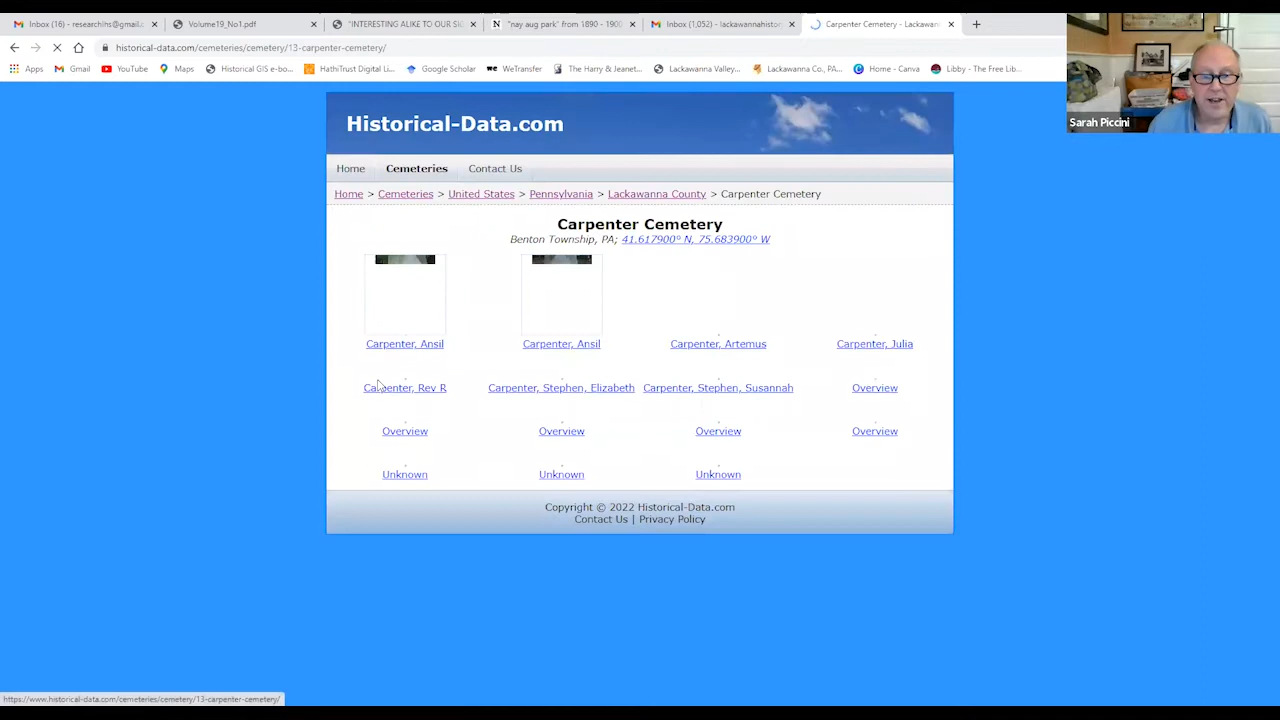 Inbox (16) - researchlhs@gmail.c
Volume19_No1.pdf
"INTERESTING ALIKE TO OUR SI
"nay aug park" from 1890 - 1900
Inbox (1,052) - lackawannahistor
Carpenter Cemetery - Lackawan
historical-data.com/cemeteries/cemetery/13-carpenter-cemetery/
Apps
Gmail
YouTube
Maps
Historical GIS e-bo...
HathiTrust Digital Li...
Google Scholar
WeTransfer
The Harry & Jeanet...
Lackawanna Valley...
Lackawanna Co., PA...
Home - Canva
Libby - The Free Lib...
Sarah Piccini
Historical-Data.com
Home Cemeteries Contact Us
Home > Cemeteries > United States > Pennsylvania > Lackawanna County > Carpenter Cemetery
Carpenter Cemetery
Benton Township, PA; 41.617900° N, 75.683900° W
Carpenter, Ansil Carpenter, Ansil Carpenter, Artemus Carpenter, Julia
Carpenter, Rev R Carpenter, Stephen, Elizabeth Carpenter, Stephen, Susannah Overview
Overview Overview Overview Overview
Unknown Unknown Unknown
Copyright © 2022 Historical-Data.com
Contact Us | Privacy Policy
https://www.historical-data.com/cemeteries/cemetery/13-carpenter-cemetery/